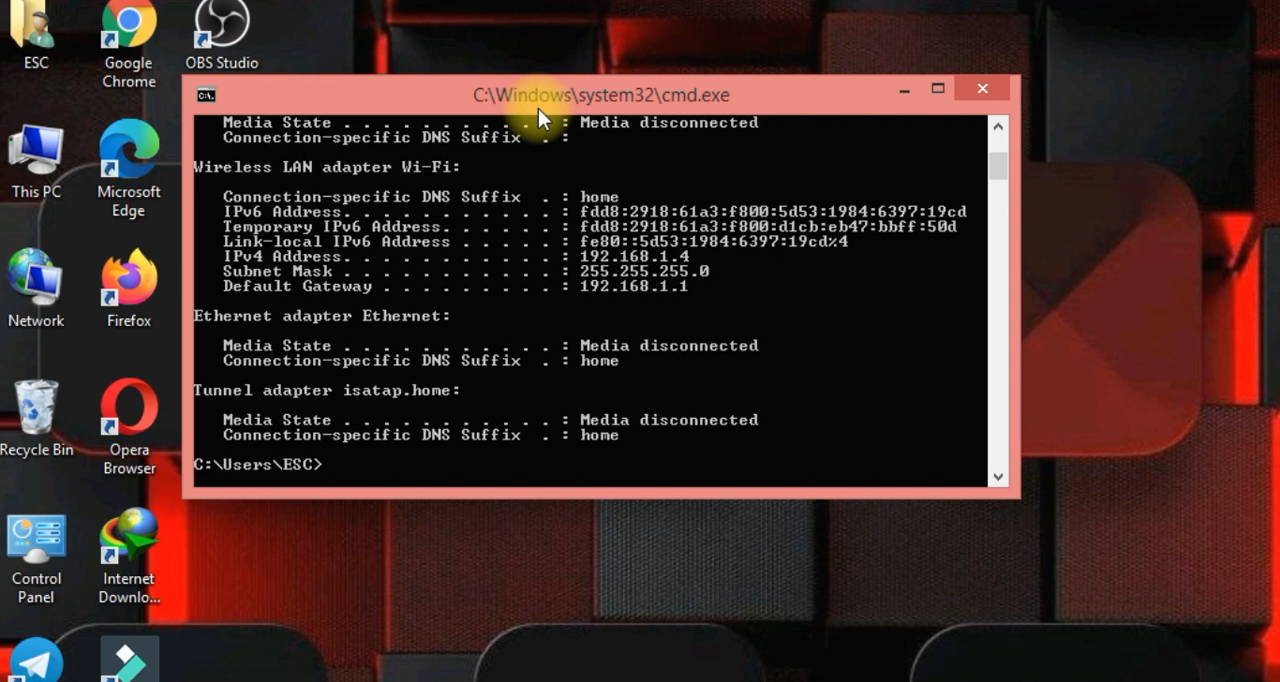 ESC
Google
Chrome
OBS Studio
This PC
Microsoft
Edge
Network
Firefox
Recycle Bin
Opera
Browser
Control
Panel
Internet
Downlo...
C:\Windows\system32\cmd.exe
Media State . . . . . . . . . . . : Media disconnected
Connection-specific DNS Suffix  . :
Wireless LAN adapter Wi-Fi:
Connection-specific DNS Suffix  . : home
IPv6 Address. . . . . . . . . . . : fdd8:2918:61a3:f800:5d53:1984:6397:19cd
Temporary IPv6 Address. . . . . . : fdd8:2918:61a3:f800:d1cb:eb47:bbff:50d
Link-local IPv6 Address . . . . . : fe80::5d53:1984:6397:19cd%4
IPv4 Address. . . . . . . . . . . : 192.168.1.4
Subnet Mask . . . . . . . . . . . : 255.255.255.0
Default Gateway . . . . . . . . . : 192.168.1.1
Ethernet adapter Ethernet:
Media State . . . . . . . . . . . : Media disconnected
Connection-specific DNS Suffix  . : home
Tunnel adapter isatap.home:
Media State . . . . . . . . . . . : Media disconnected
Connection-specific DNS Suffix  . : home
C:\Users\ESC>